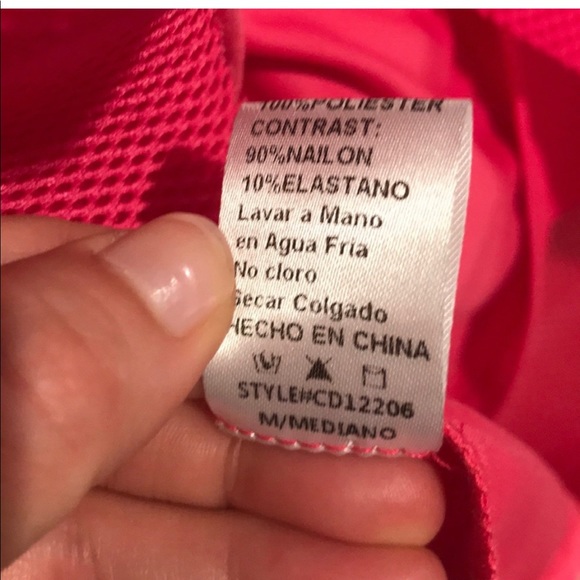 100%POLIESTER
CONTRAST:
90%NAILON
10%ELASTANO
Lavar a Mano
en Agua Fria
No cloro
Secar Colgado
HECHO EN CHINA
STYLE#CD12206
M/MEDIANO